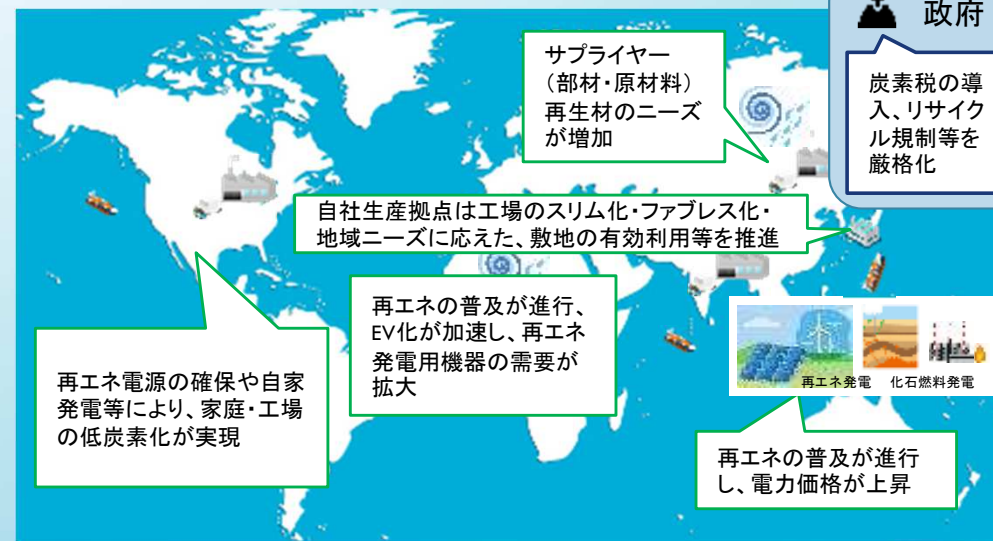 政府
炭素税の導
入、リサイク
ル規制等を
厳格化
サプライヤー
（部材・原材料）
再生材のニーズ
が増加
自社生産拠点は工場のスリム化・ファブレス化・
地域ニーズに応えた、敷地の有効利用等を推進
再エネの普及が進行、
EV化が加速し、再エネ
発電用機器の需要が
拡大
再エネ電源の確保や自家
発電等により、家庭・工場
の低炭素化が実現
再エネ発電
化石燃料発電
再エネの普及が進行
し、電力価格が上昇